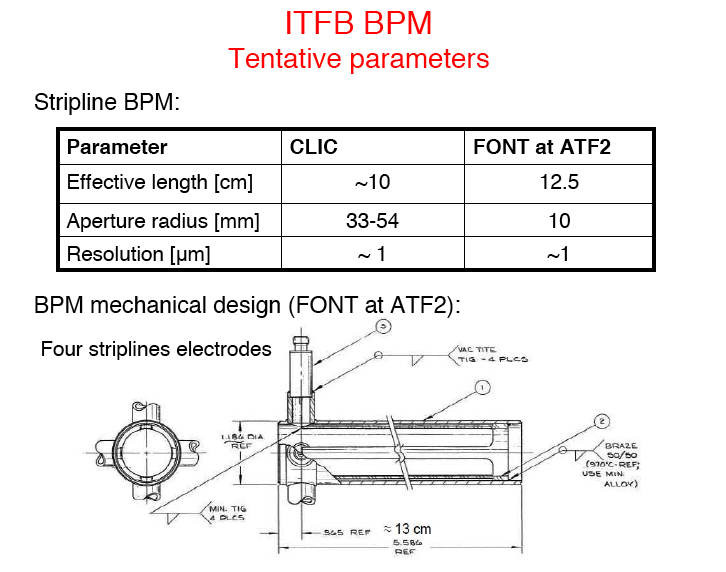 ITFB BPM
Tentative parameters
Stripline BPM:
Parameter CLIC FONT at ATF2
Effective length [cm] ~10 12.5
Aperture radius [mm] 33-54 10
Resolution [µm] ~ 1 ~1
BPM mechanical design (FONT at ATF2):
Four striplines electrodes
3
VAC TITE
TIG - 4 PLCS
1
2
1.184 DIA
REF
BRAZE
50/50
(970°C-REF;
USE MIN.
ALLOY)
MIN. TIG
4 PLCS
.545 REF
≈ 13 cm
5.584
REF